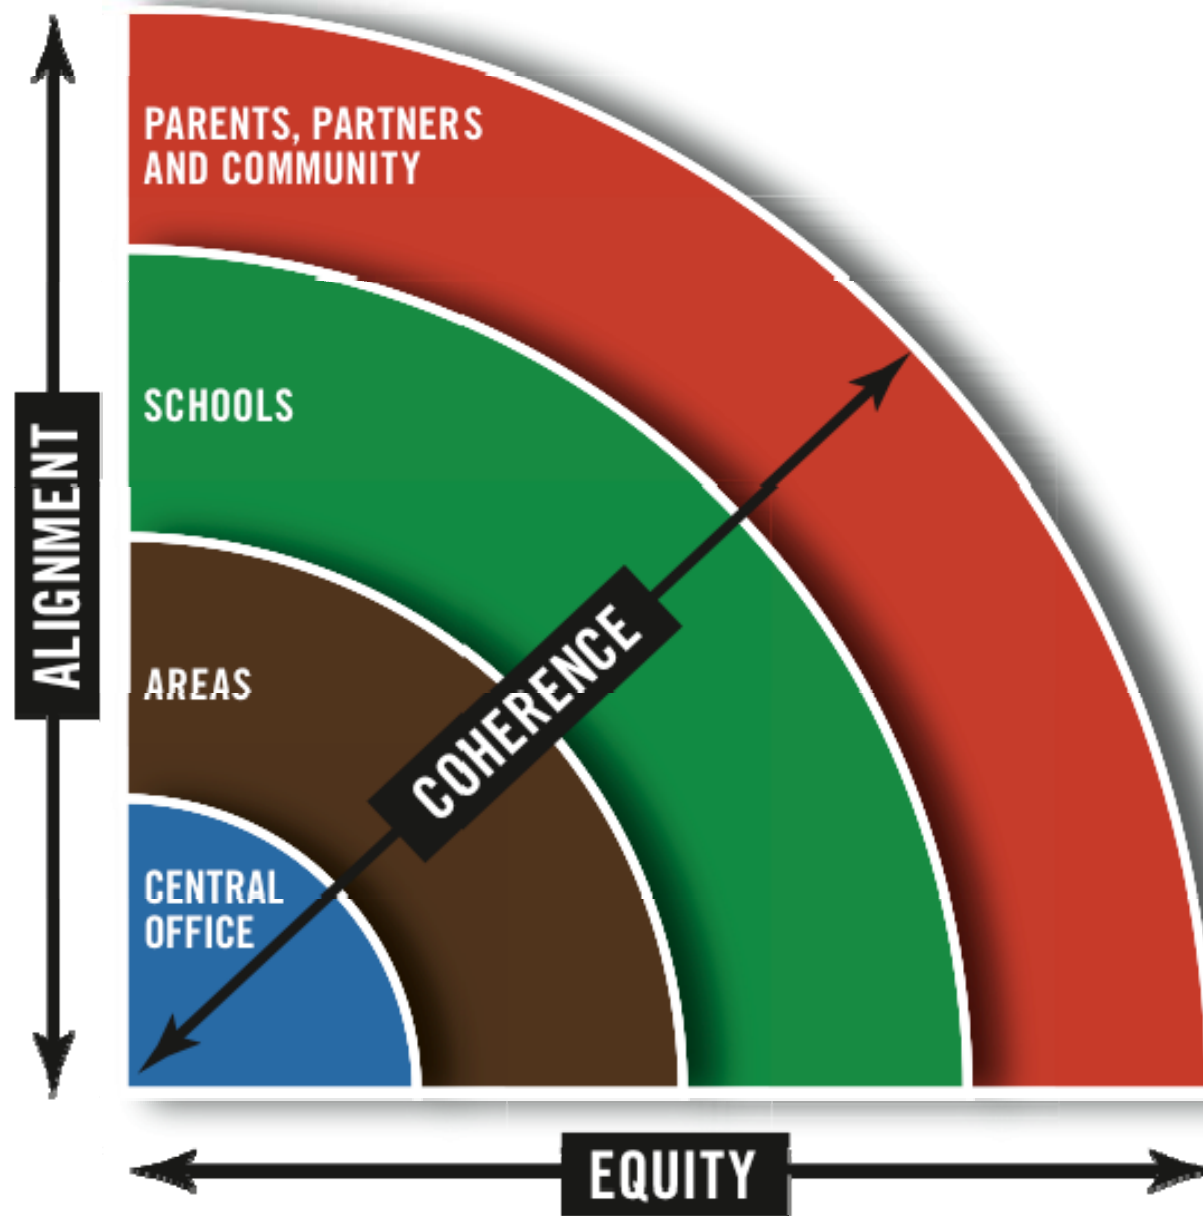 PARENTS, PARTNERS
AND COMMUNITY
SCHOOLS
ALIGNMENT
AREAS
COHERENCE
CENTRAL
OFFICE
EQUITY